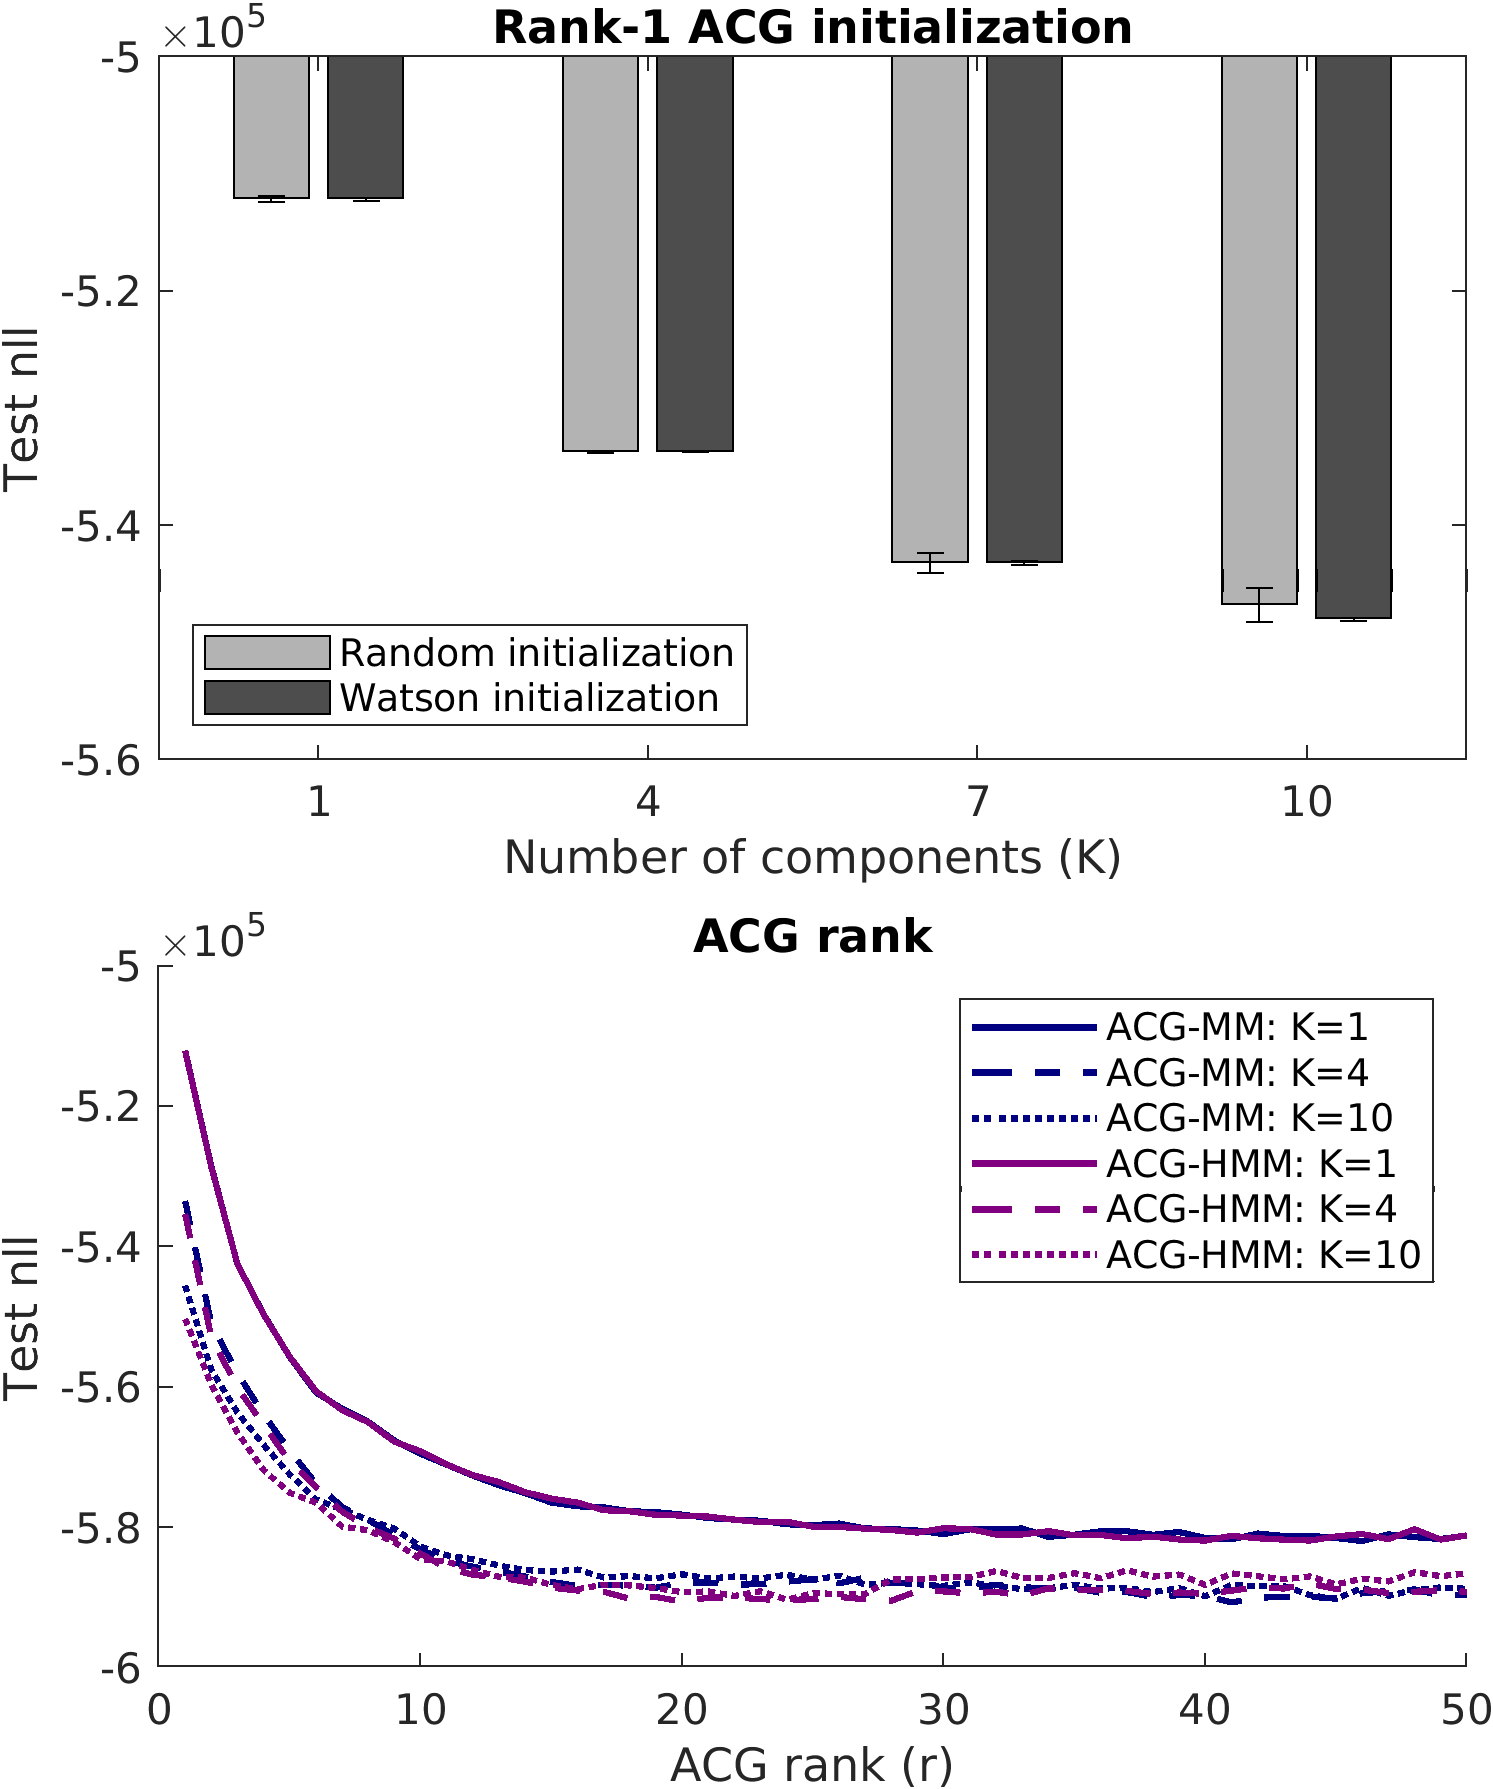 ×10^5
Rank-1 ACG initialization
-5
-5.2
-5.4
-5.6
Test nll
Random initialization
Watson initialization
1 4 7 10
Number of components (K)
×10^5
ACG rank
-5
-5.2
-5.4
-5.6
-5.8
-6
Test nll
ACG-MM: K=1
ACG-MM: K=4
ACG-MM: K=10
ACG-HMM: K=1
ACG-HMM: K=4
ACG-HMM: K=10
0 10 20 30 40 50
ACG rank (r)